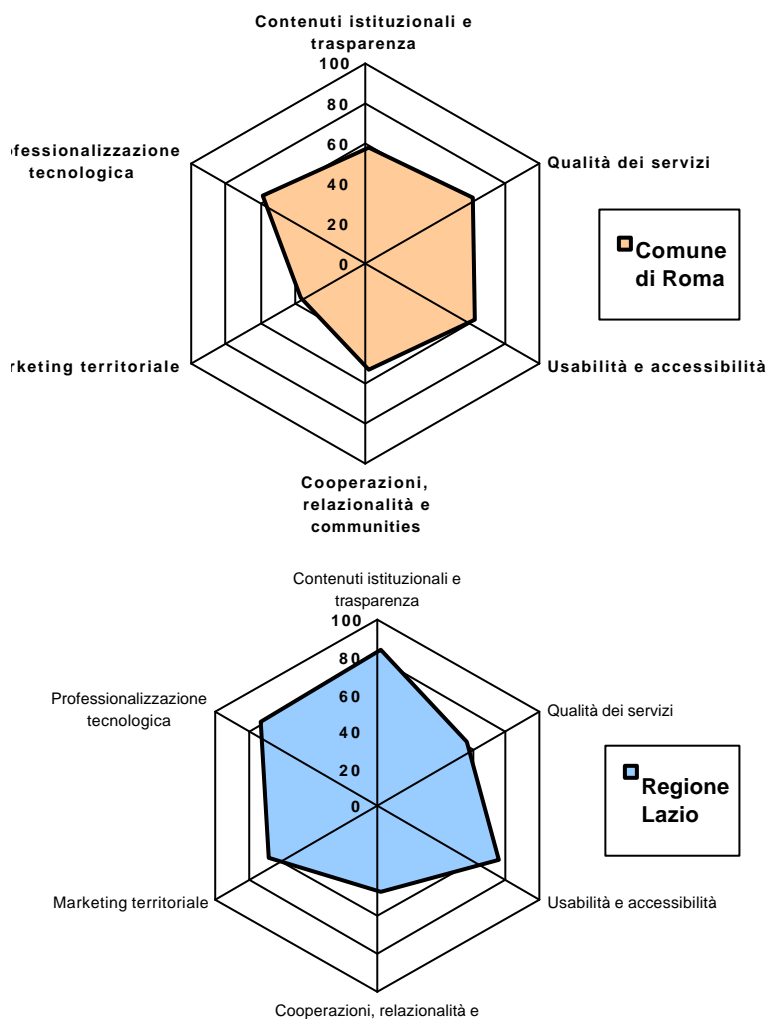 Contenuti istituzionali e
trasparenza
100
80
60
40
20
0
ofessionalizzazione
tecnologica
Qualità dei servizi
Comune
di Roma
rketing territoriale
Usabilità e accessibilità
Cooperazioni,
relazionalità e
communities
Contenuti istituzionali e
trasparenza
100
80
60
40
20
0
Professionalizzazione
tecnologica
Qualità dei servizi
Regione
Lazio
Marketing territoriale
Usabilità e accessibilità
Cooperazioni, relazionalità e